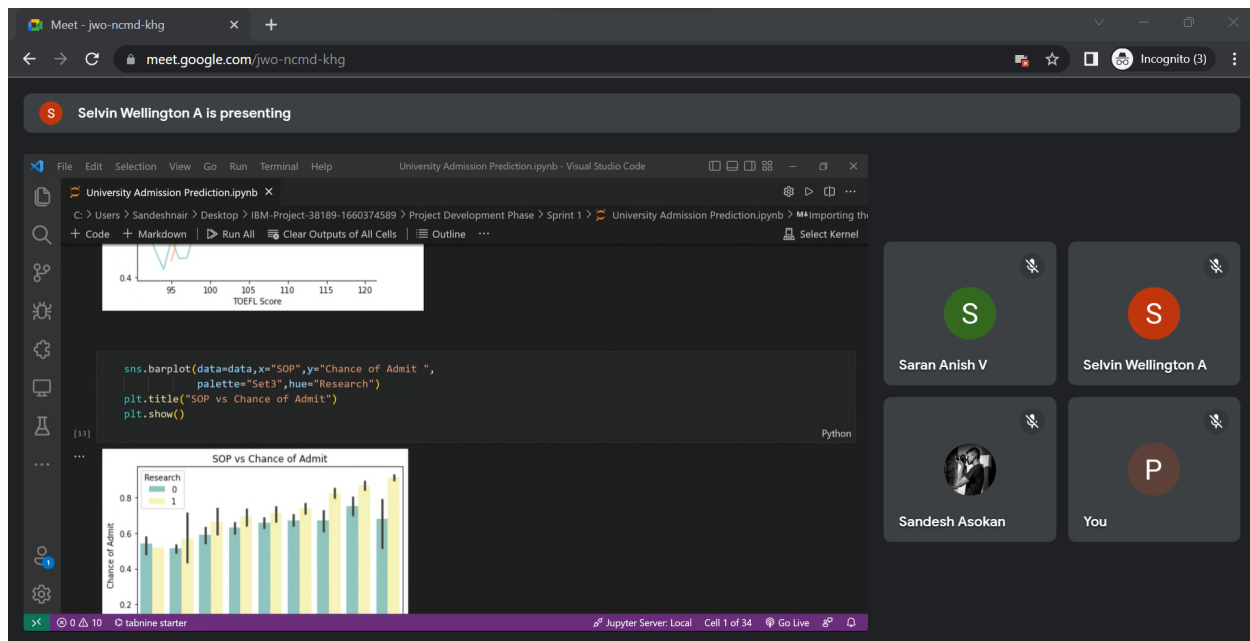 Meet - jwo-ncmd-khg
meet.google.com/jwo-ncmd-khg
Incognito (3)
S
Selvin Wellington A is presenting
File Edit Selection View Go Run Terminal Help
University Admission Prediction.ipynb - Visual Studio Code
University Admission Prediction.ipynb
C: > Users > Sandeshnair > Desktop > IBM-Project-38189-1660374589 > Project Development Phase > Sprint 1 > University Admission Prediction.ipynb > M↓Importing the
+ Code + Markdown Run All Clear Outputs of All Cells Outline ...
Select Kernel
0.4
95 100 105 110 115 120
TOEFL Score
sns.barplot(data=data,x="SOP",y="Chance of Admit ",
palette="Set3",hue="Research")
plt.title("SOP vs Chance of Admit")
plt.show()
[13]
Python
...
SOP vs Chance of Admit
Research
0
1
0.8
0.6
0.4
0.2
Chance of Admit
1
0 10 tabnine starter
Jupyter Server: Local Cell 1 of 34 Go Live
S
Saran Anish V
S
Selvin Wellington A
Sandesh Asokan
P
You